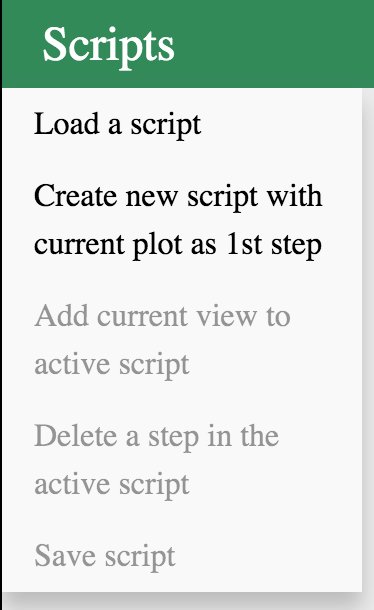 Scripts
Load a script
Create new script with
current plot as 1st step
Add current view to
active script
Delete a step in the
active script
Save script